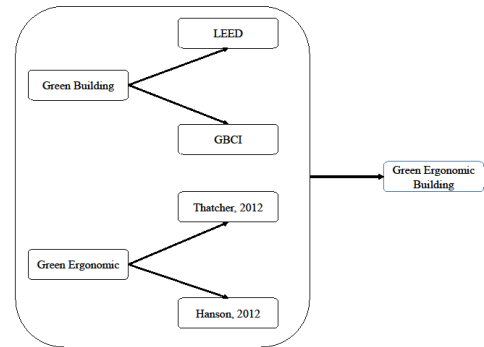 LEED
Green Building
GBCI
Green Ergonomic
Building
Thatcher, 2012
Green Ergonomic
Hanson, 2012